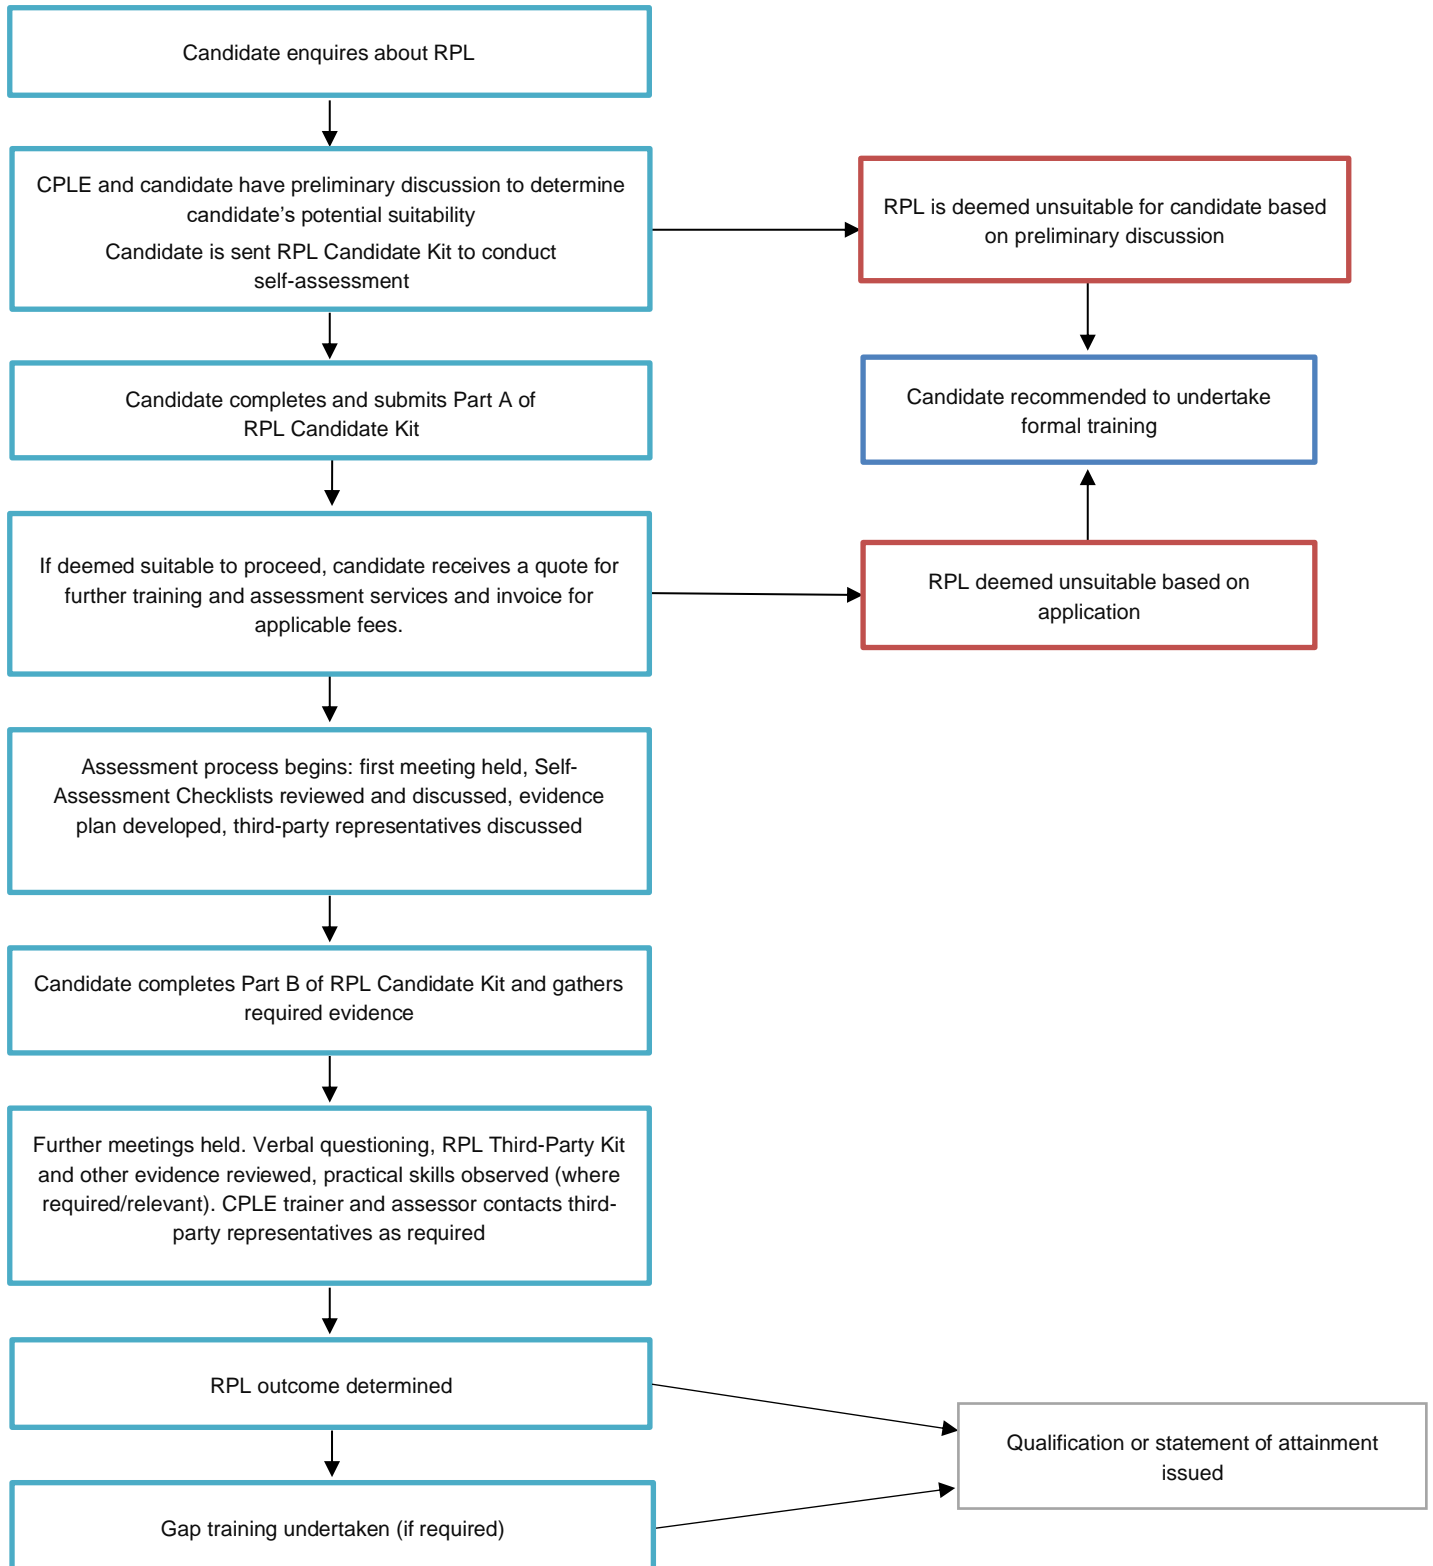 Candidate enquires about RPL
CPLE and candidate have preliminary discussion to determine
candidate’s potential suitability
Candidate is sent RPL Candidate Kit to conduct
self-assessment
RPL is deemed unsuitable for candidate based
on preliminary discussion
Candidate completes and submits Part A of
RPL Candidate Kit
Candidate recommended to undertake
formal training
If deemed suitable to proceed, candidate receives a quote for
further training and assessment services and invoice for
applicable fees.
RPL deemed unsuitable based on
application
Assessment process begins: first meeting held, Self-
Assessment Checklists reviewed and discussed, evidence
plan developed, third-party representatives discussed
Candidate completes Part B of RPL Candidate Kit and gathers
required evidence
Further meetings held. Verbal questioning, RPL Third-Party Kit
and other evidence reviewed, practical skills observed (where
required/relevant). CPLE trainer and assessor contacts third-
party representatives as required
RPL outcome determined
Qualification or statement of attainment
issued
Gap training undertaken (if required)